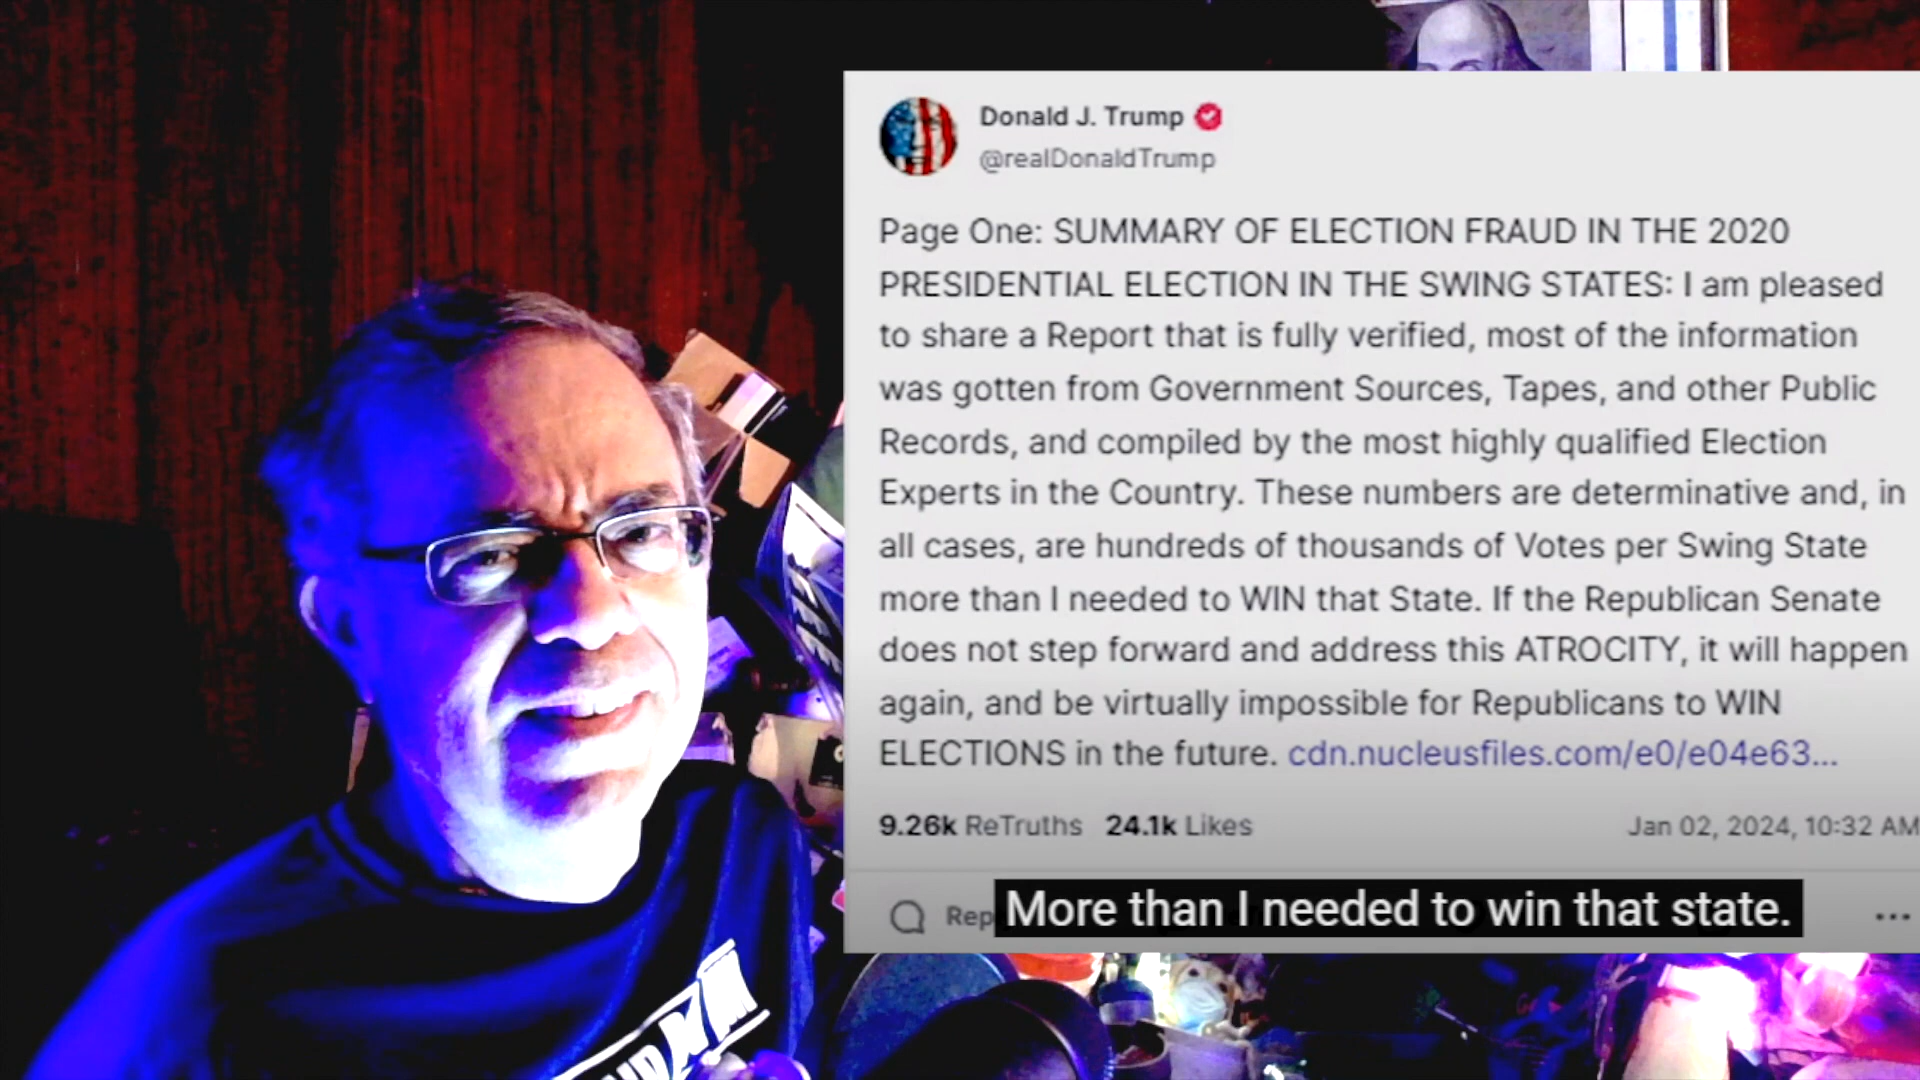 Donald J. Trump
@realDonaldTrump
Page One: SUMMARY OF ELECTION FRAUD IN THE 2020
PRESIDENTIAL ELECTION IN THE SWING STATES: I am pleased
to share a Report that is fully verified, most of the information
was gotten from Government Sources, Tapes, and other Public
Records, and compiled by the most highly qualified Election
Experts in the Country. These numbers are determinative and, in
all cases, are hundreds of thousands of Votes per Swing State
more than I needed to WIN that State. If the Republican Senate
does not step forward and address this ATROCITY, it will happen
again, and be virtually impossible for Republicans to WIN
ELECTIONS in the future. cdn.nucleusfiles.com/e0/e04e63...
9.26k ReTruths 24.1k Likes Jan 02, 2024, 10:32 AM
More than I needed to win that state.